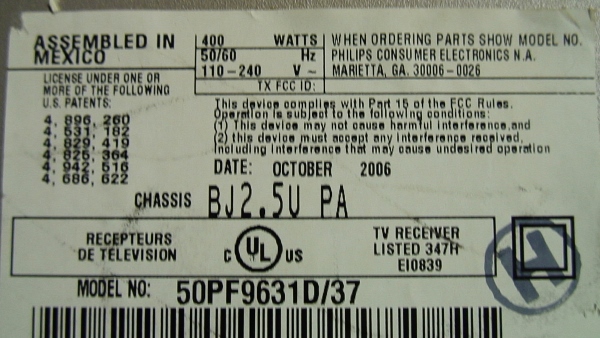 ASSEMBLED IN
MEXICO
LICENSE UNDER ONE OR
MORE OF THE FOLLOWING
U.S. PATENTS:
4, 896, 260
4, 531, 182
4, 829, 419
4, 825, 364
4, 942, 516
4, 686, 622
400 WATTS
50/60 Hz
110-240 V ~
TX FCC ID:
WHEN ORDERING PARTS SHOW MODEL NO.
PHILIPS CONSUMER ELECTRONICS N.A.
MARIETTA, GA. 30006-0026
This device complies with Part 15 of the FCC Rules.
Operation is subject to the following conditions:
(1) This device may not cause harmful interference,and
(2) this device must accept any interference received,
including interference that may cause undesired operation
DATE: OCTOBER 2006
CHASSIS BJ2.5U PA
RECEPTEURS
DE TÉLÉVISION
C UL US
TV RECEIVER
LISTED 347H
EI0839
H
MODEL NO: 50PF9631D/37